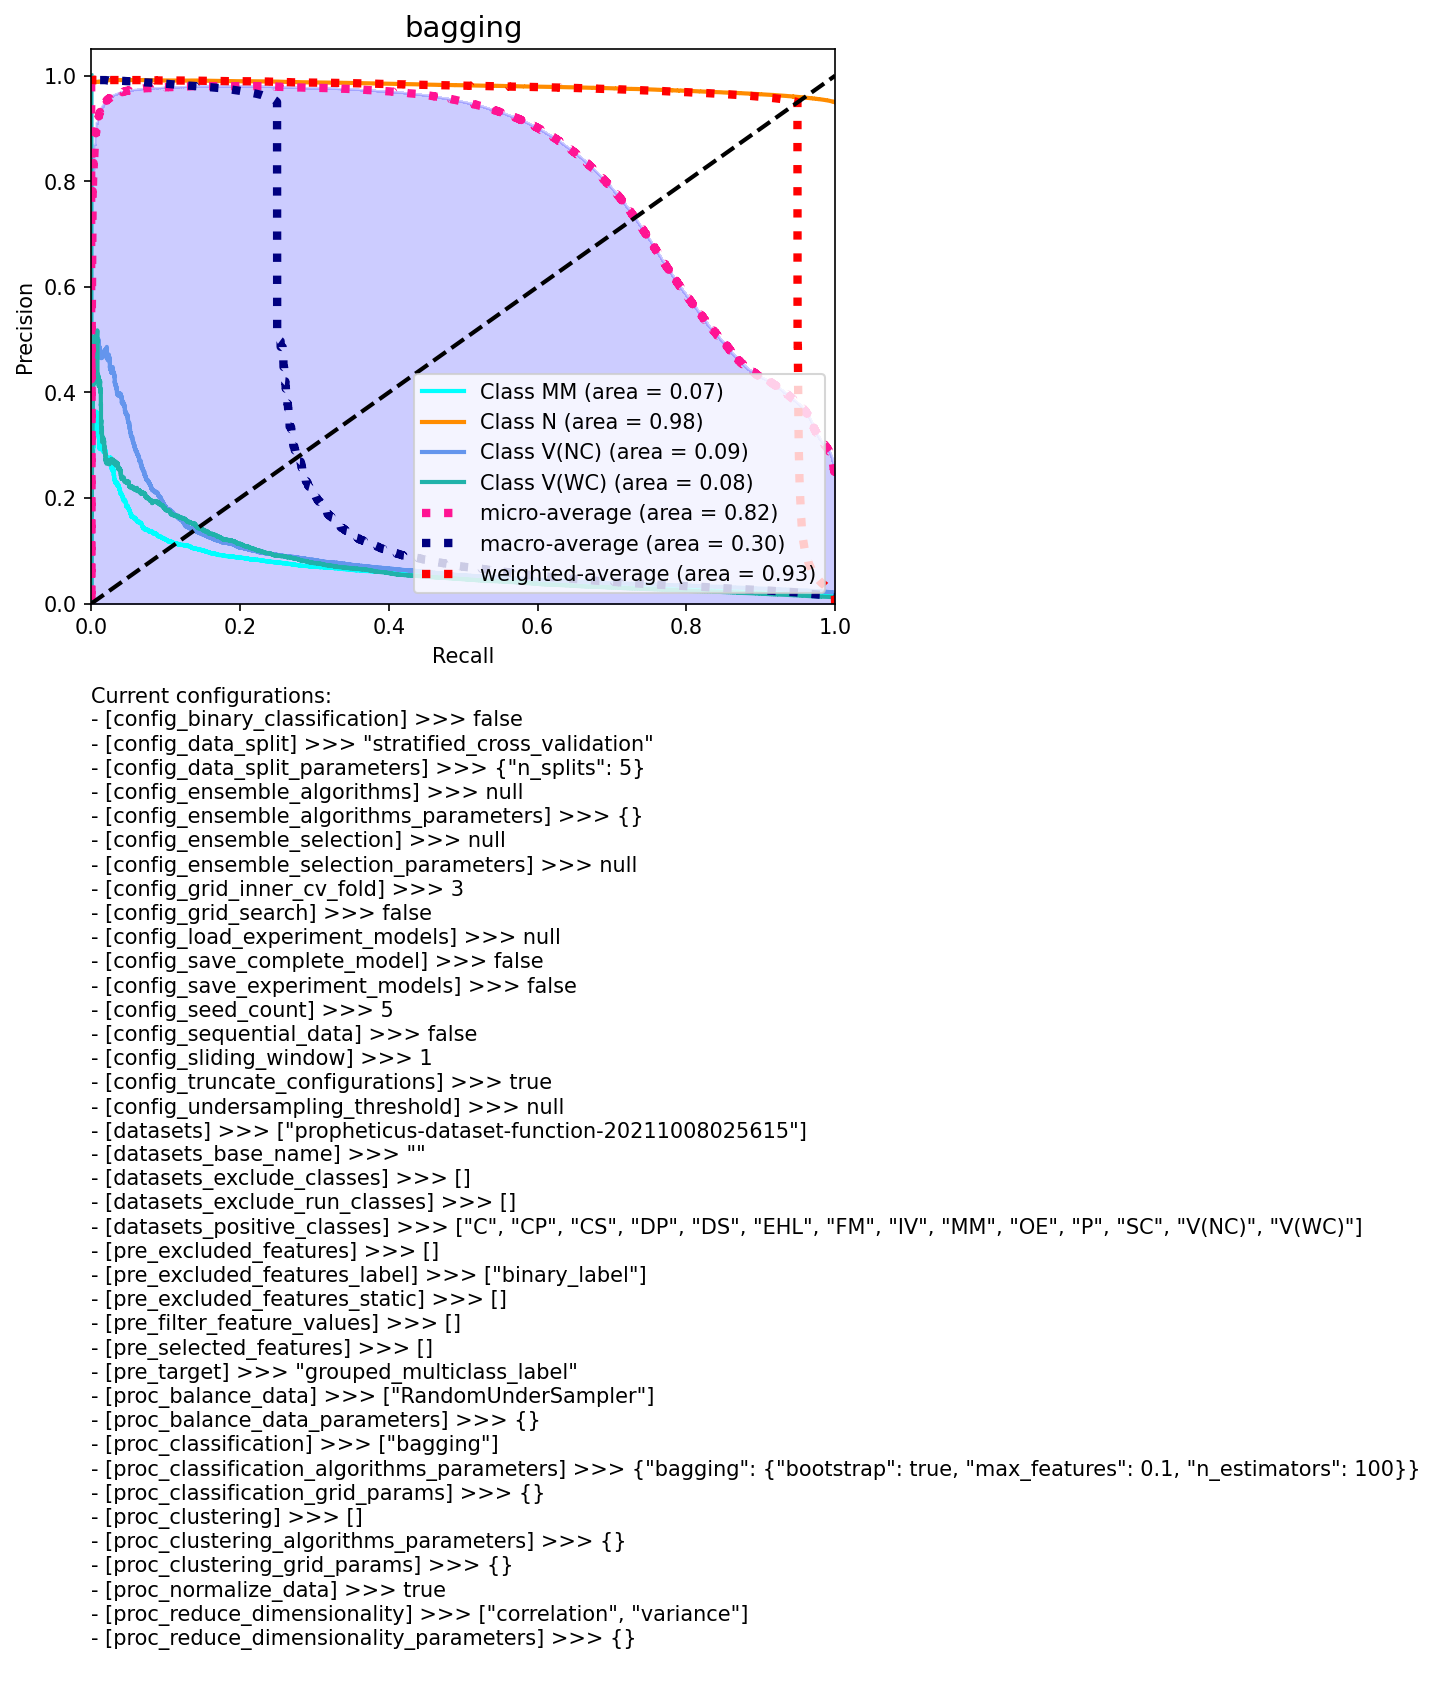 bagging
1.0
0.8
0.6
0.4
0.2
0.0
Precision
Class MM (area = 0.07)
Class N (area = 0.98)
Class V(NC) (area = 0.09)
Class V(WC) (area = 0.08)
micro-average (area = 0.82)
macro-average (area = 0.30)
weighted-average (area = 0.93)
0.0 0.2 0.4 0.6 0.8 1.0
Recall
Current configurations:
- [config_binary_classification] >>> false
- [config_data_split] >>> "stratified_cross_validation"
- [config_data_split_parameters] >>> {"n_splits": 5}
- [config_ensemble_algorithms] >>> null
- [config_ensemble_algorithms_parameters] >>> {}
- [config_ensemble_selection] >>> null
- [config_ensemble_selection_parameters] >>> null
- [config_grid_inner_cv_fold] >>> 3
- [config_grid_search] >>> false
- [config_load_experiment_models] >>> null
- [config_save_complete_model] >>> false
- [config_save_experiment_models] >>> false
- [config_seed_count] >>> 5
- [config_sequential_data] >>> false
- [config_sliding_window] >>> 1
- [config_truncate_configurations] >>> true
- [config_undersampling_threshold] >>> null
- [datasets] >>> ["propheticus-dataset-function-20211008025615"]
- [datasets_base_name] >>> ""
- [datasets_exclude_classes] >>> []
- [datasets_exclude_run_classes] >>> []
- [datasets_positive_classes] >>> ["C", "CP", "CS", "DP", "DS", "EHL", "FM", "IV", "MM", "OE", "P", "SC", "V(NC)", "V(WC)"]
- [pre_excluded_features] >>> []
- [pre_excluded_features_label] >>> ["binary_label"]
- [pre_excluded_features_static] >>> []
- [pre_filter_feature_values] >>> []
- [pre_selected_features] >>> []
- [pre_target] >>> "grouped_multiclass_label"
- [proc_balance_data] >>> ["RandomUnderSampler"]
- [proc_balance_data_parameters] >>> {}
- [proc_classification] >>> ["bagging"]
- [proc_classification_algorithms_parameters] >>> {"bagging": {"bootstrap": true, "max_features": 0.1, "n_estimators": 100}}
- [proc_classification_grid_params] >>> {}
- [proc_clustering] >>> []
- [proc_clustering_algorithms_parameters] >>> {}
- [proc_clustering_grid_params] >>> {}
- [proc_normalize_data] >>> true
- [proc_reduce_dimensionality] >>> ["correlation", "variance"]
- [proc_reduce_dimensionality_parameters] >>> {}